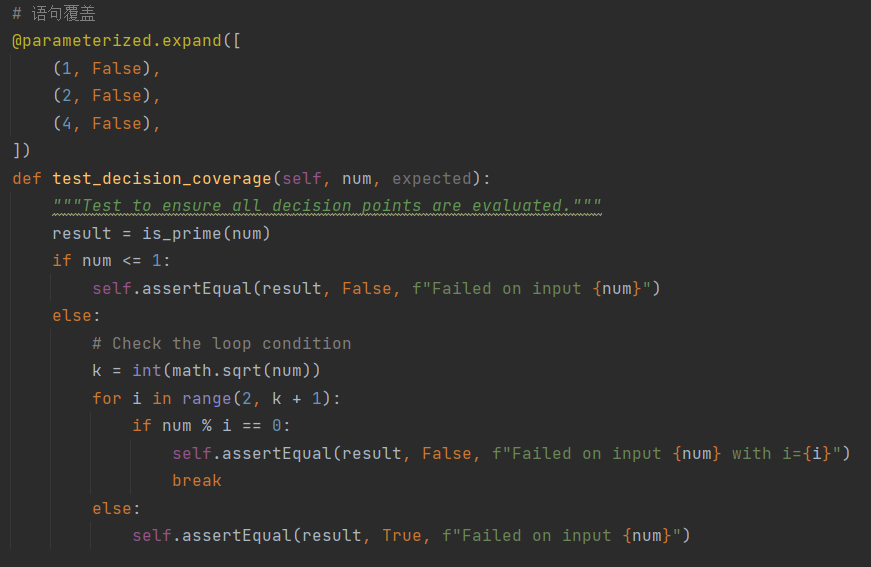 # 语句覆盖
@parameterized.expand([
    (1, False),
    (2, False),
    (4, False),
])
def test_decision_coverage(self, num, expected):
    """Test to ensure all decision points are evaluated."""
    result = is_prime(num)
    if num <= 1:
        self.assertEqual(result, False, f"Failed on input {num}")
    else:
        # Check the loop condition
        k = int(math.sqrt(num))
        for i in range(2, k + 1):
            if num % i == 0:
                self.assertEqual(result, False, f"Failed on input {num} with i={i}")
                break
        else:
            self.assertEqual(result, True, f"Failed on input {num}")